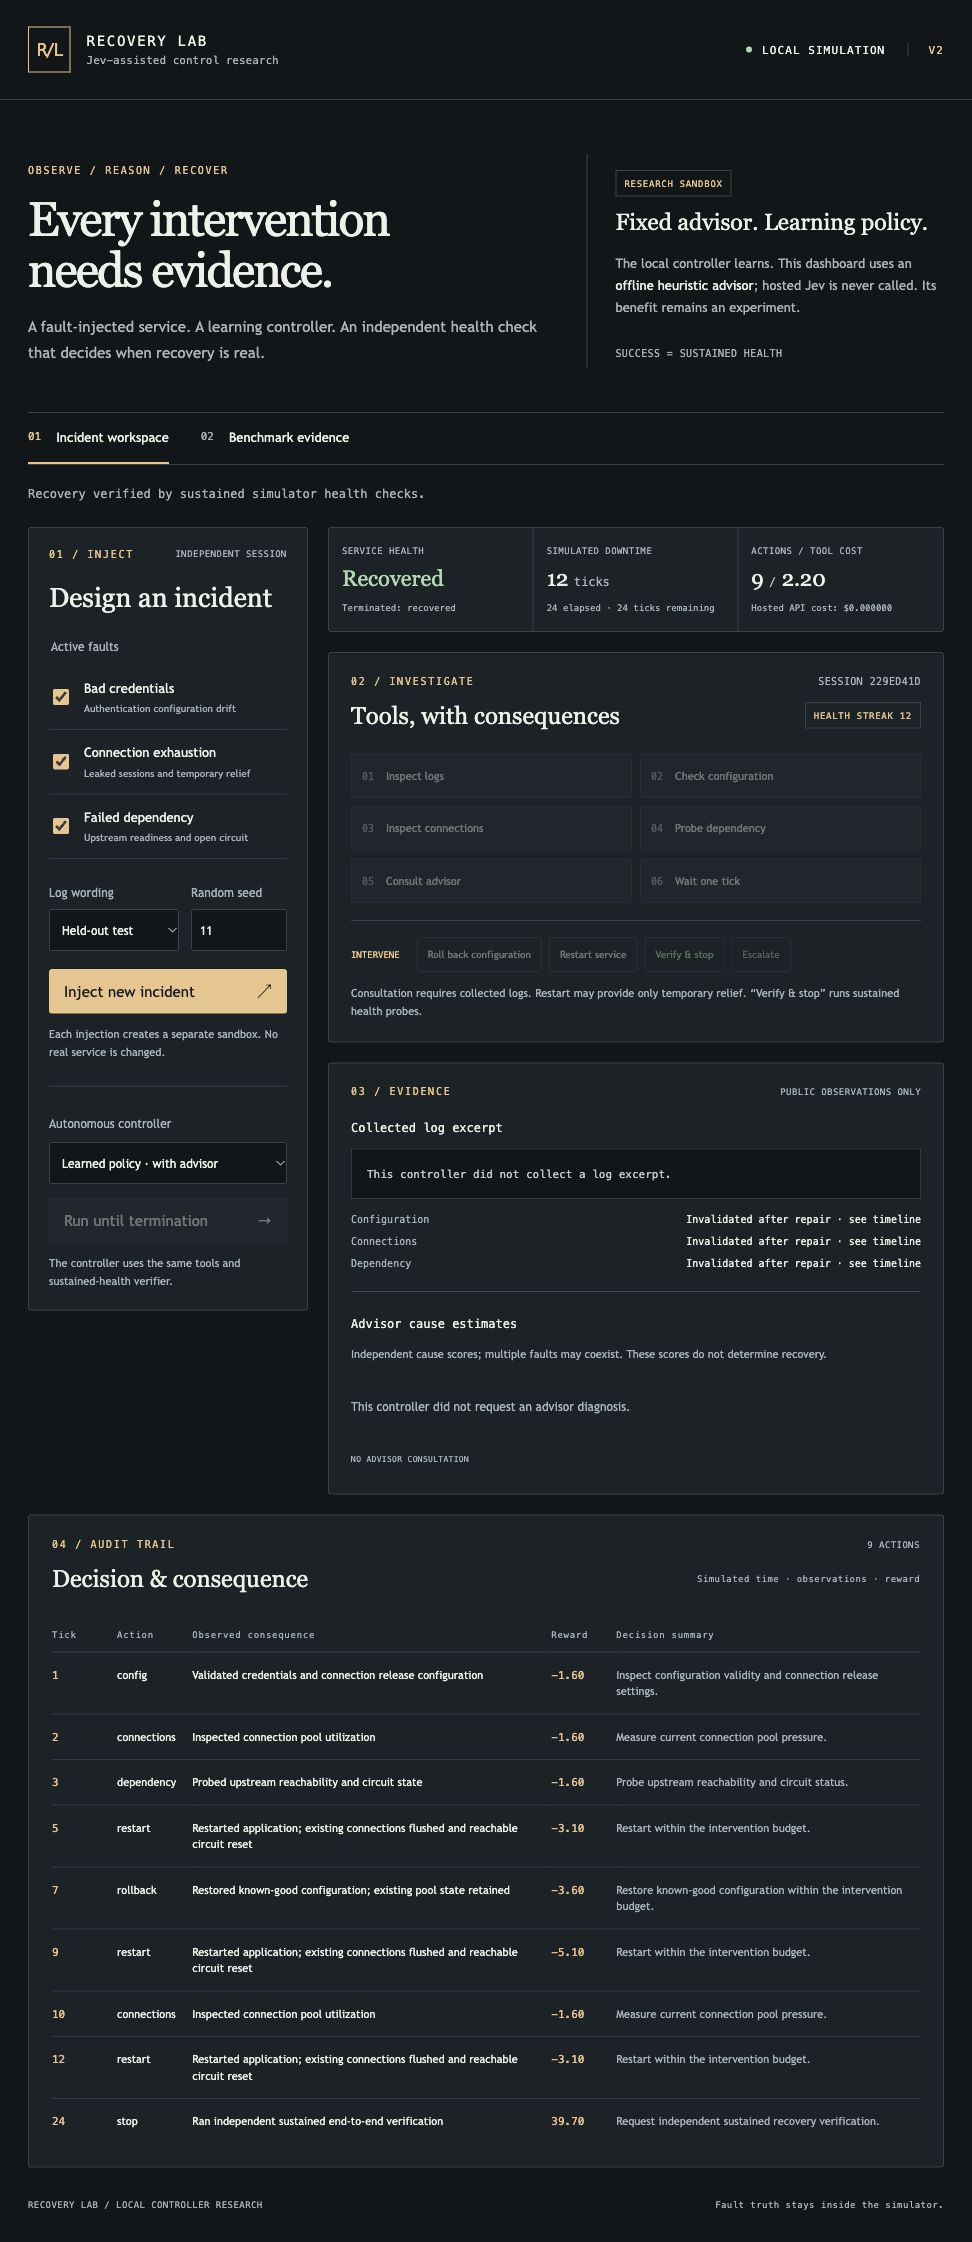 R/L
RECOVERY LAB
Jev-assisted control research
LOCAL SIMULATION
V2
OBSERVE / REASON / RECOVER
Every intervention
needs evidence.
A fault-injected service. A learning controller. An independent health check
that decides when recovery is real.
RESEARCH SANDBOX
Fixed advisor. Learning policy.
The local controller learns. This dashboard uses an
offline heuristic advisor; hosted Jev is never called. Its
benefit remains an experiment.
SUCCESS = SUSTAINED HEALTH
01 Incident workspace
02 Benchmark evidence
Recovery verified by sustained simulator health checks.
01 / INJECT
INDEPENDENT SESSION
Design an incident
Active faults
Bad credentials
Authentication configuration drift
Connection exhaustion
Leaked sessions and temporary relief
Failed dependency
Upstream readiness and open circuit
Log wording
Random seed
Held-out test
11
Inject new incident ↗
Each injection creates a separate sandbox. No
real service is changed.
Autonomous controller
Learned policy · with advisor
Run until termination →
The controller uses the same tools and
sustained-health verifier.
SERVICE HEALTH
Recovered
Terminated: recovered
SIMULATED DOWNTIME
12 ticks
24 elapsed · 24 ticks remaining
ACTIONS / TOOL COST
9 / 2.20
Hosted API cost: $0.000000
02 / INVESTIGATE
SESSION 229ED41D
Tools, with consequences
HEALTH STREAK 12
01 Inspect logs
02 Check configuration
03 Inspect connections
04 Probe dependency
05 Consult advisor
06 Wait one tick
INTERVENE
Roll back configuration
Restart service
Verify & stop
Escalate
Consultation requires collected logs. Restart may provide only temporary relief. “Verify & stop” runs sustained
health probes.
03 / EVIDENCE
PUBLIC OBSERVATIONS ONLY
Collected log excerpt
This controller did not collect a log excerpt.
Configuration Invalidated after repair · see timeline
Connections Invalidated after repair · see timeline
Dependency Invalidated after repair · see timeline
Advisor cause estimates
Independent cause scores; multiple faults may coexist. These scores do not determine recovery.
This controller did not request an advisor diagnosis.
NO ADVISOR CONSULTATION
04 / AUDIT TRAIL
9 ACTIONS
Decision & consequence
Simulated time · observations · reward
Tick Action Observed consequence Reward Decision summary
1 config Validated credentials and connection release configuration −1.60 Inspect configuration validity and connection release
settings.
2 connections Inspected connection pool utilization −1.60 Measure current connection pool pressure.
3 dependency Probed upstream reachability and circuit state −1.60 Probe upstream reachability and circuit status.
5 restart Restarted application; existing connections flushed and reachable −3.10 Restart within the intervention budget.
circuit reset
7 rollback Restored known-good configuration; existing pool state retained −3.60 Restore known-good configuration within the intervention
budget.
9 restart Restarted application; existing connections flushed and reachable −5.10 Restart within the intervention budget.
circuit reset
10 connections Inspected connection pool utilization −1.60 Measure current connection pool pressure.
12 restart Restarted application; existing connections flushed and reachable −3.10 Restart within the intervention budget.
circuit reset
24 stop Ran independent sustained end-to-end verification 39.70 Request independent sustained recovery verification.
RECOVERY LAB / LOCAL CONTROLLER RESEARCH
Fault truth stays inside the simulator.